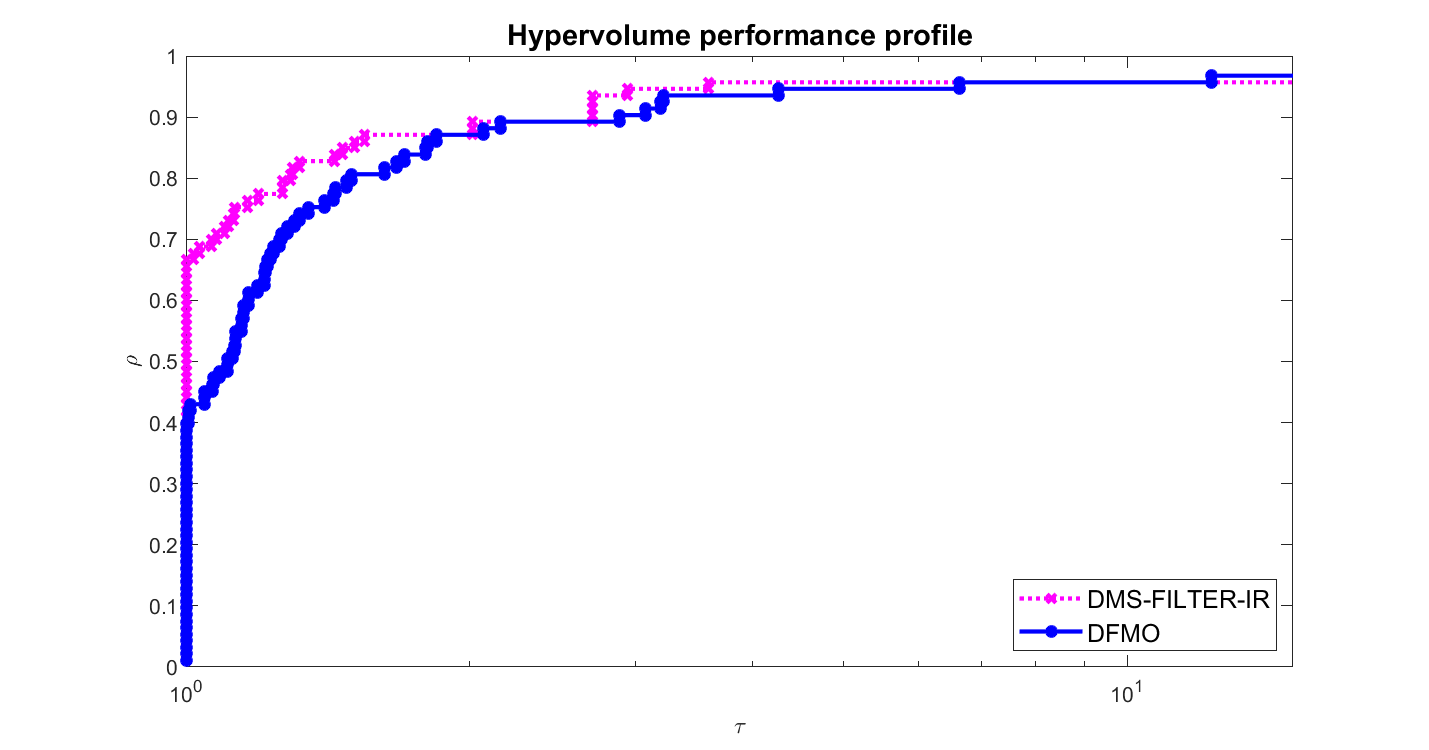 Hypervolume performance profile
1
0.9
0.8
0.7
0.6
0.5
0.4
0.3
0.2
0.1
0
ρ
10⁰
10¹
τ
DMS-FILTER-IR
DFMO